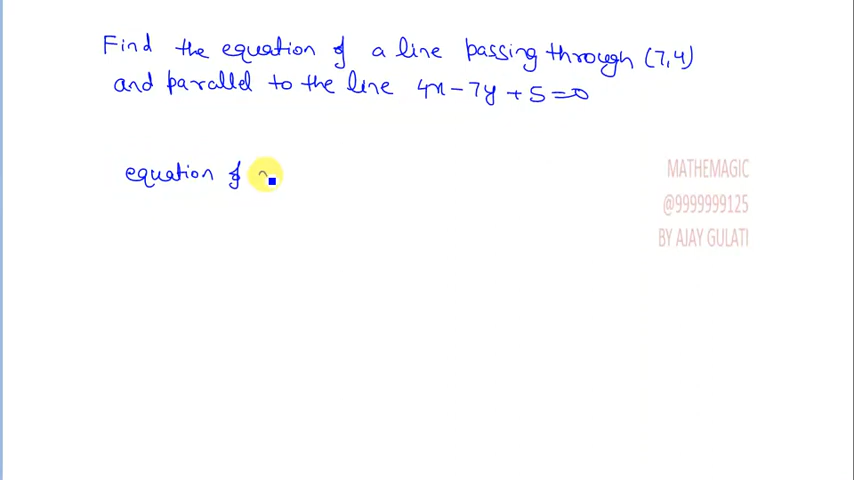 Find the equation of a line passing through (7,4)
and parallel to the line 4x - 7y + 5 = 0
equation of
MATHEMAGIC
@9999999125
BY AJAY GULATI